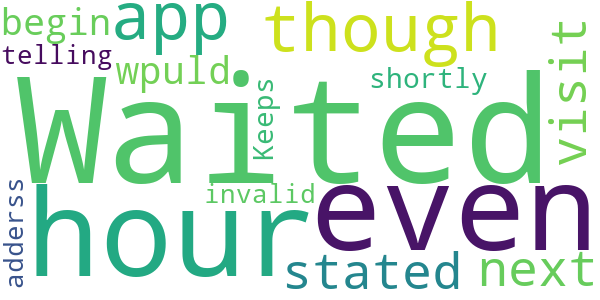 begin
app
though
telling
wpuld
shortly
visit
Keeps
Waited
invalid
adderss
hour
even
stated
next